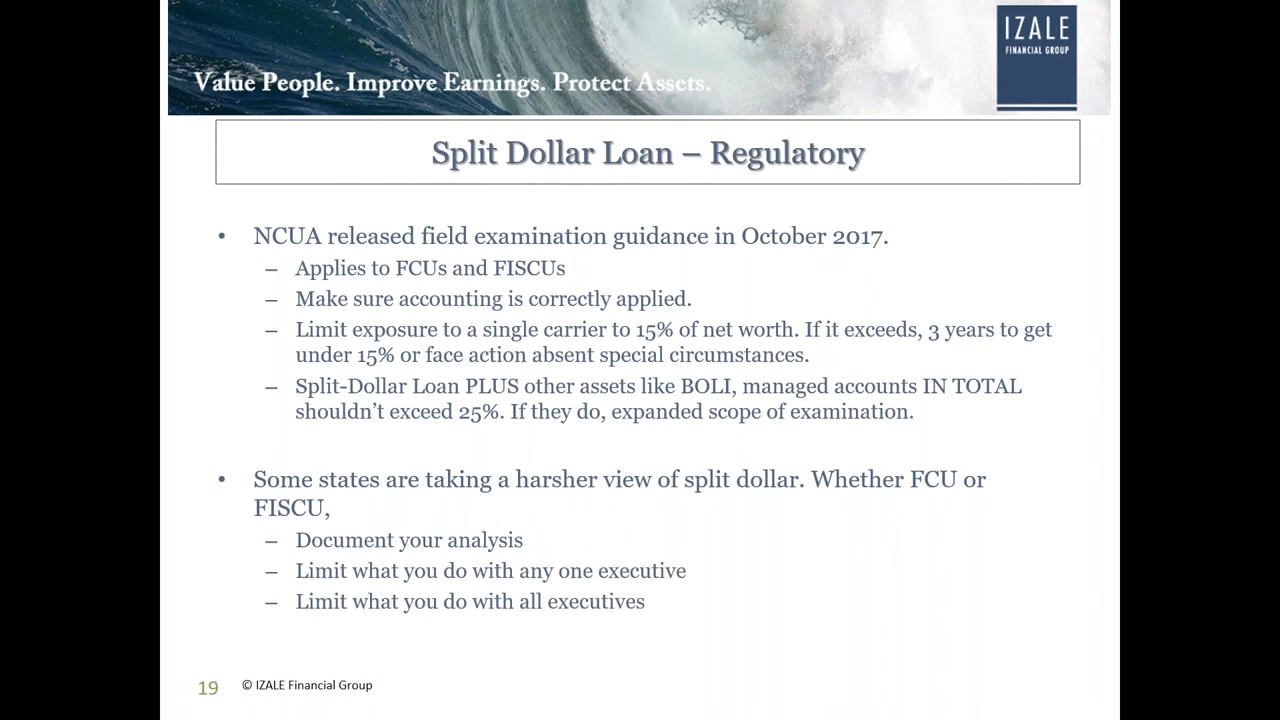 IZALE
FINANCIAL GROUP
Value People. Improve Earnings. Protect Assets.
Split Dollar Loan – Regulatory
• NCUA released field examination guidance in October 2017.
– Applies to FCUs and FISCUs
– Make sure accounting is correctly applied.
– Limit exposure to a single carrier to 15% of net worth. If it exceeds, 3 years to get
under 15% or face action absent special circumstances.
– Split-Dollar Loan PLUS other assets like BOLI, managed accounts IN TOTAL
shouldn’t exceed 25%. If they do, expanded scope of examination.
• Some states are taking a harsher view of split dollar. Whether FCU or
FISCU,
– Document your analysis
– Limit what you do with any one executive
– Limit what you do with all executives
19 © IZALE Financial Group